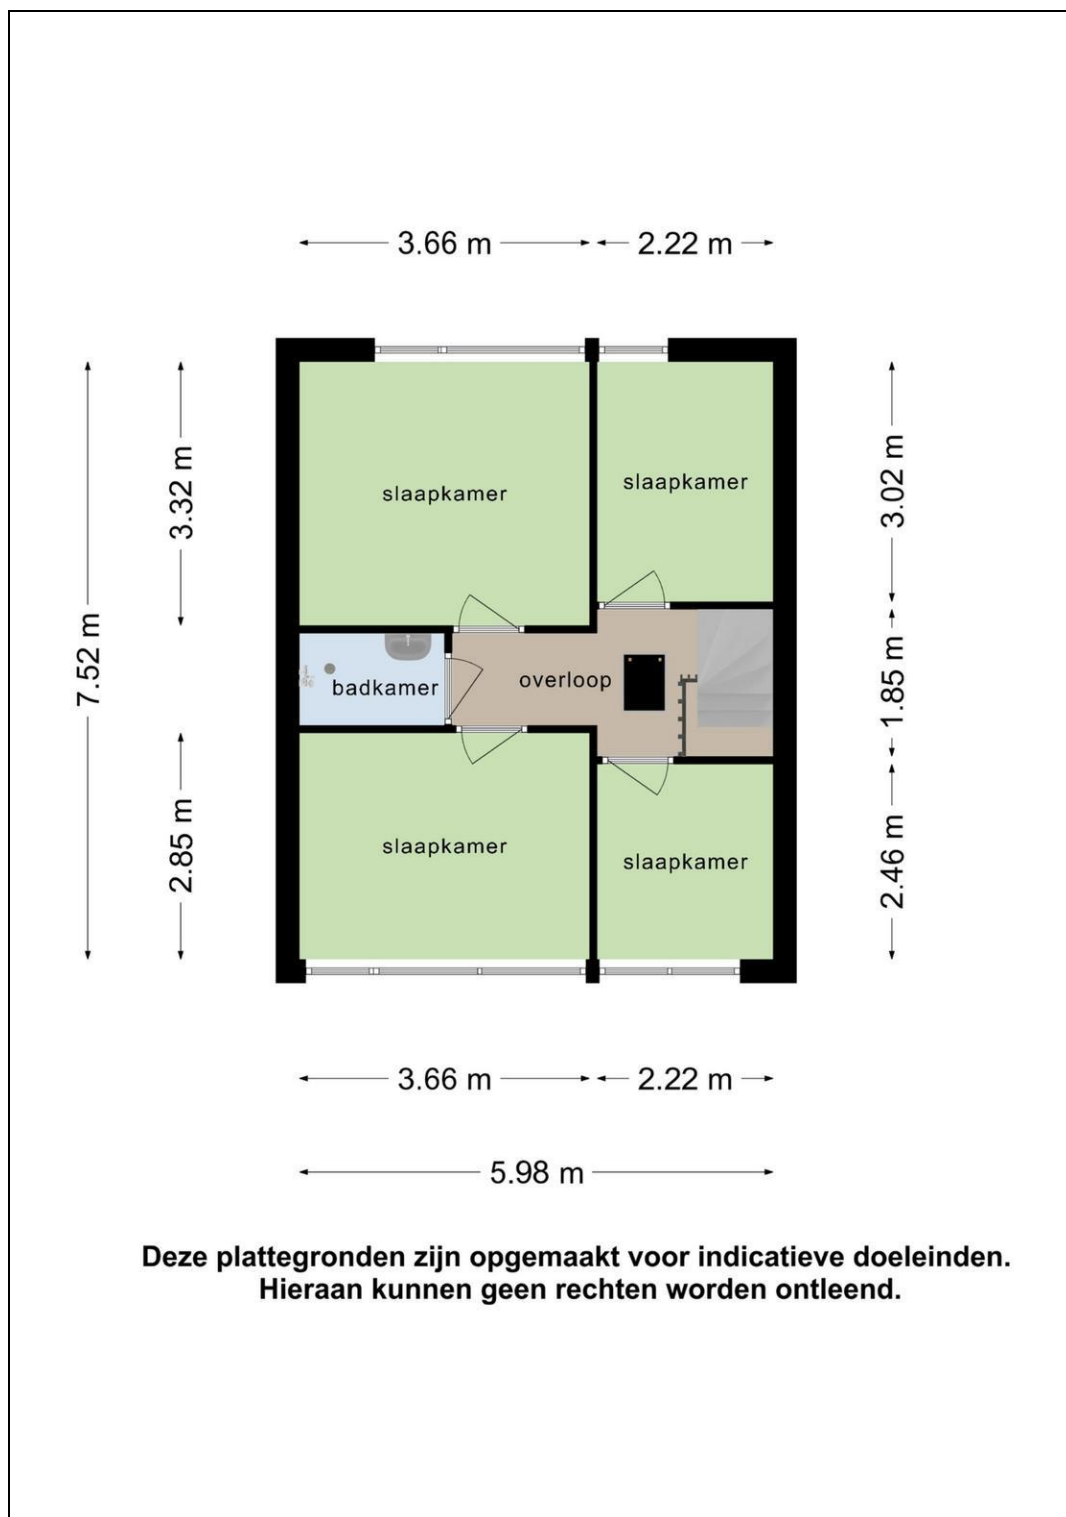 3.66 m
2.22 m
7.52 m
3.32 m
2.85 m
3.02 m
1.85 m
2.46 m
slaapkamer
slaapkamer
badkamer
overloop
slaapkamer
slaapkamer
3.66 m
2.22 m
5.98 m
Deze plattegronden zijn opgemaakt voor indicatieve doeleinden.
Hieraan kunnen geen rechten worden ontleend.